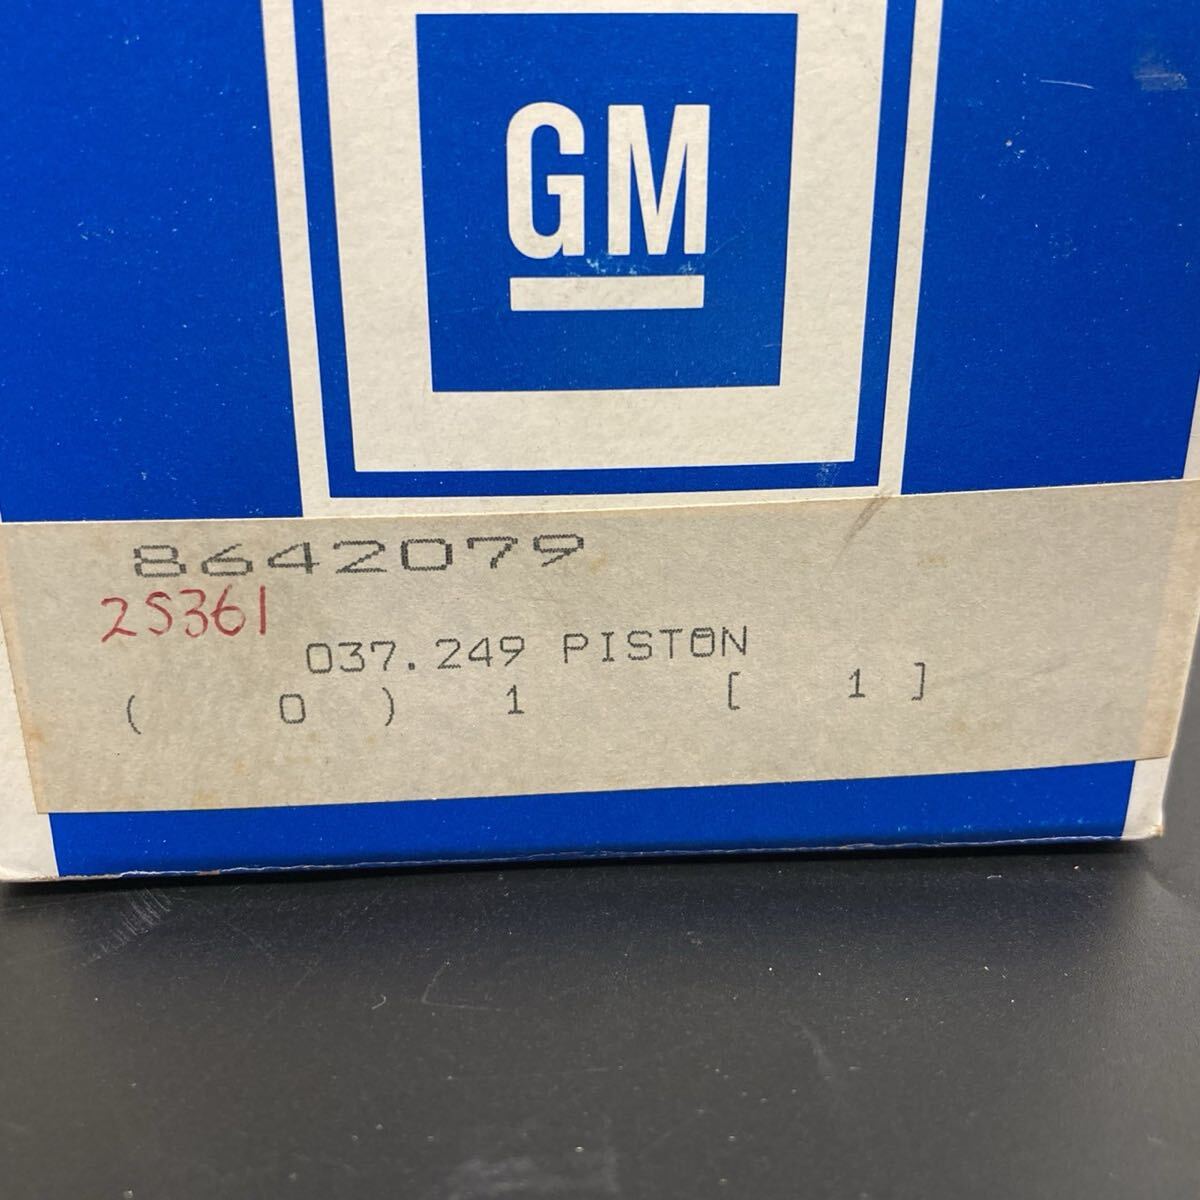 GM
8642079
25361
037.249 PISTON
( 0 ) 1 [ 1 ]